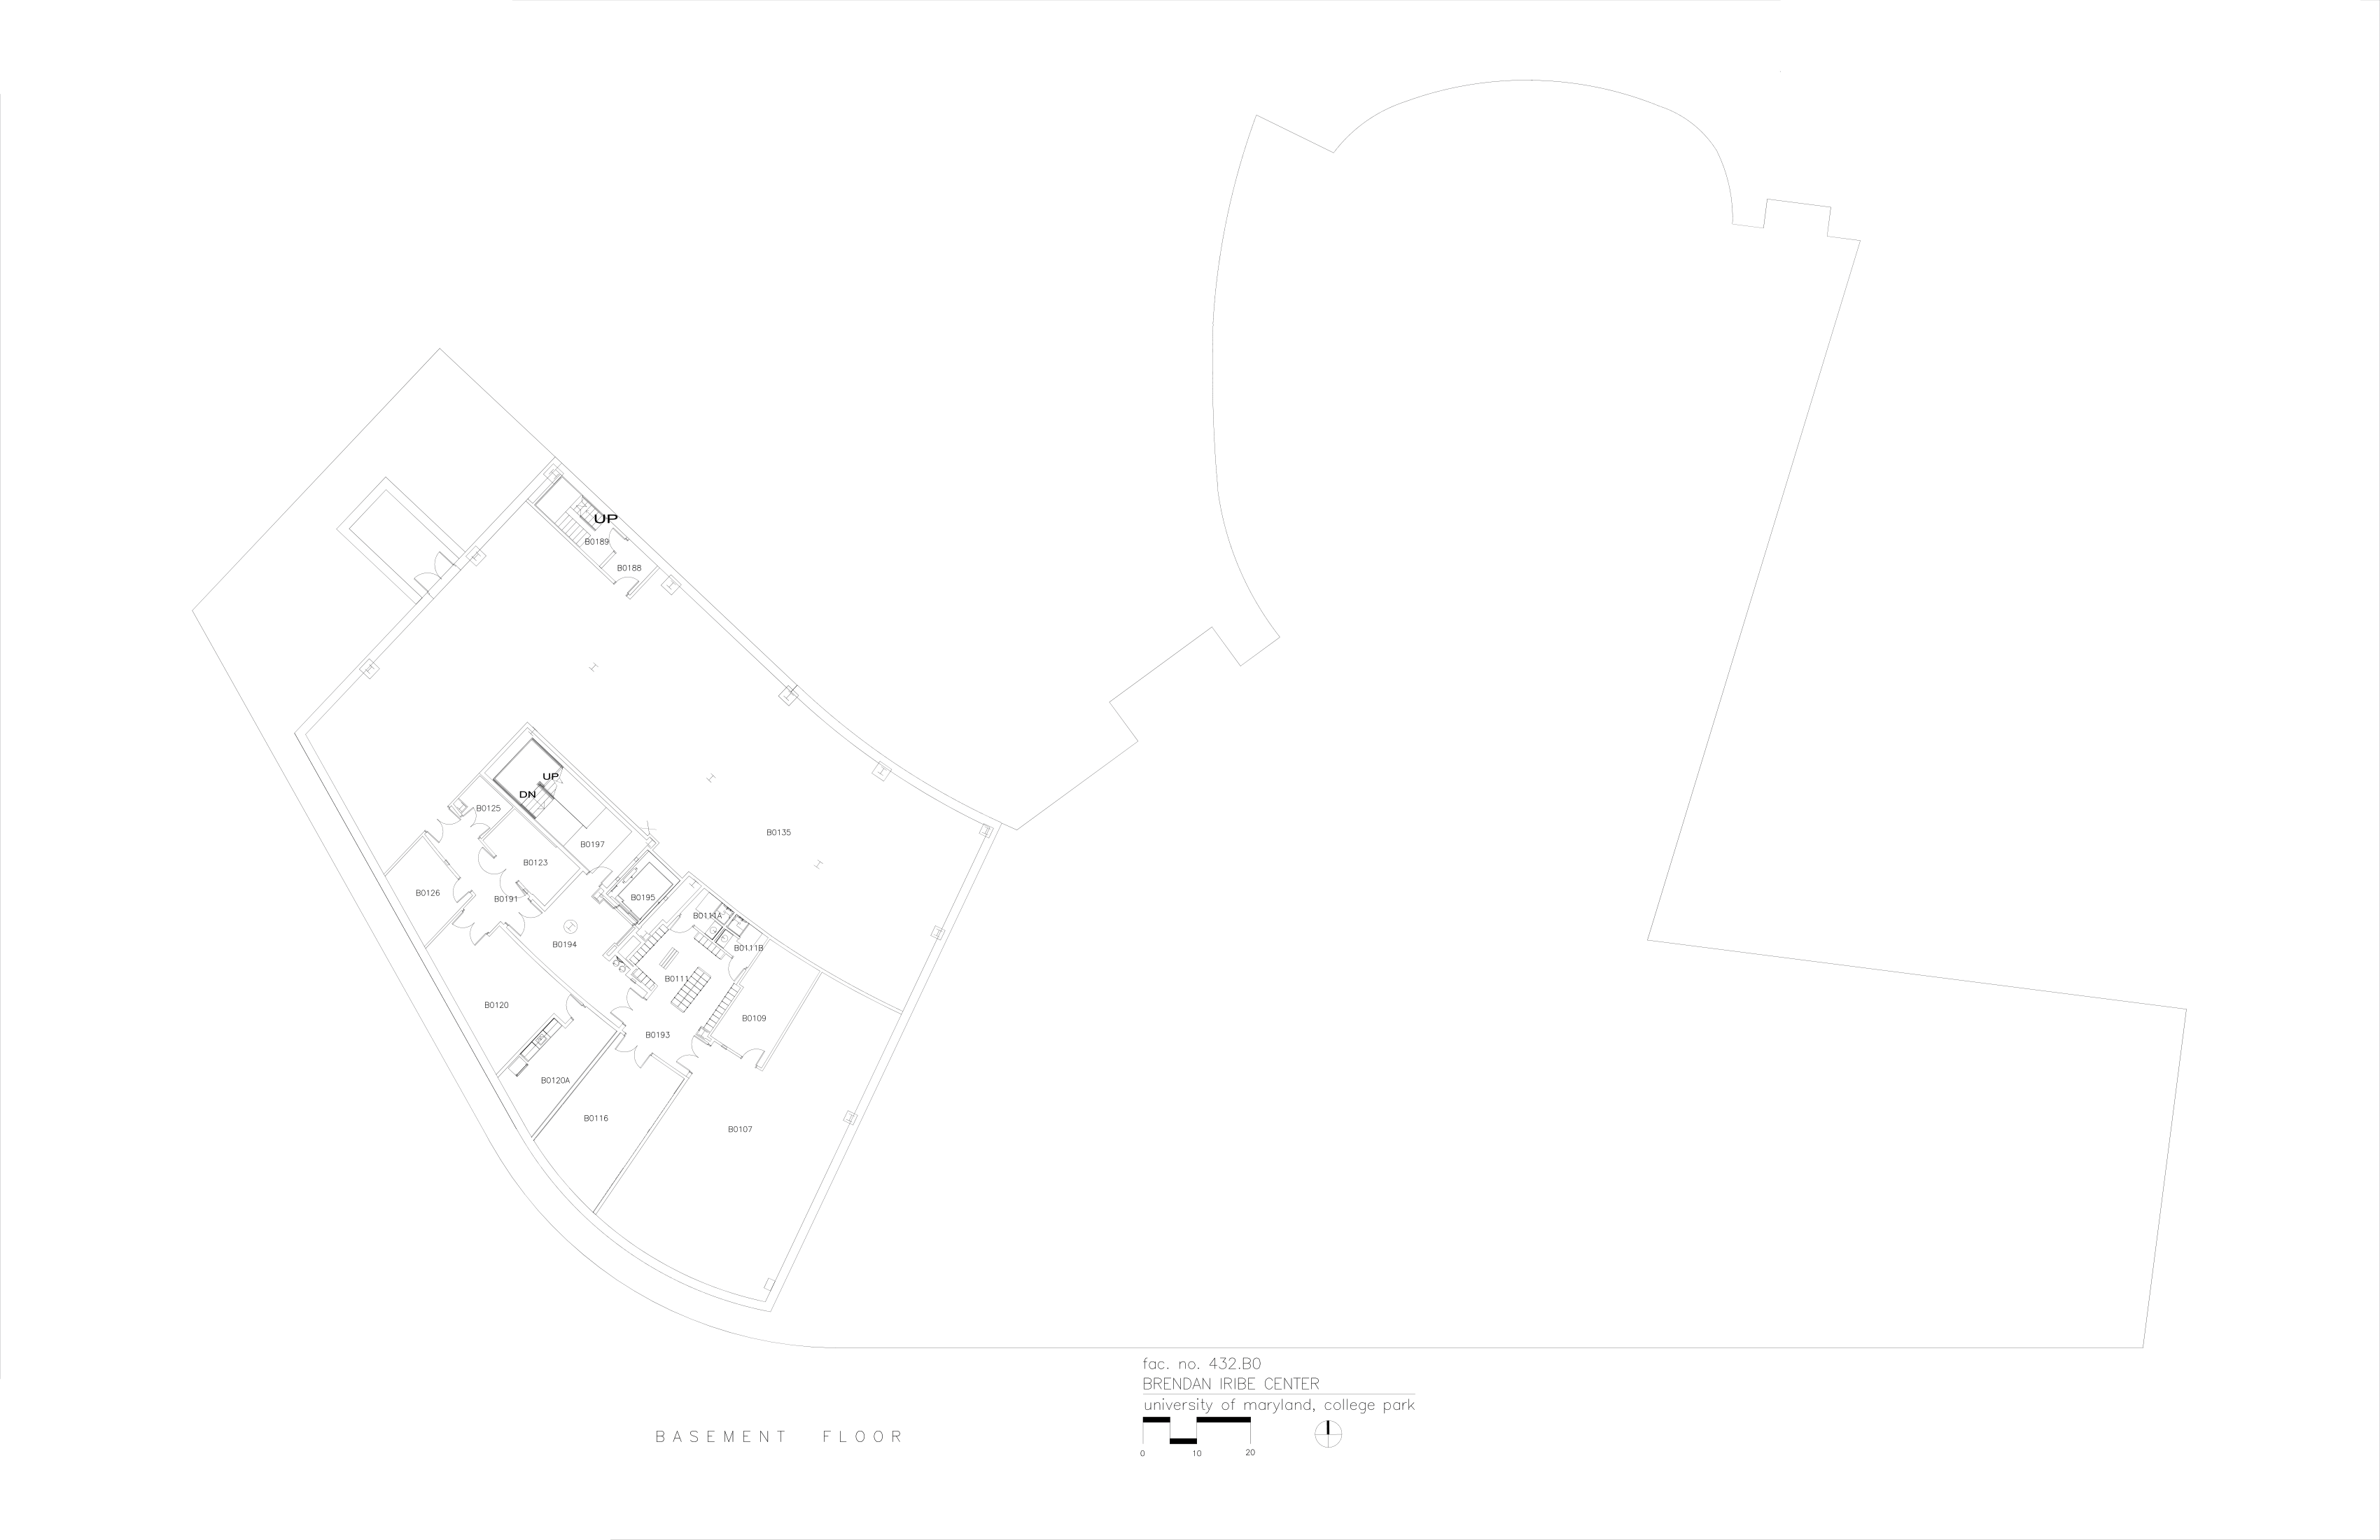 UP
B0189
B0188
UP
DN
B0125
B0135
B0197
B0123
B0126
B0195
B0191
B0111A
B0194
B0111B
B0111
B0120
B0109
B0193
B0120A
B0116
B0107
fac. no. 432.B0
BRENDAN IRIBE CENTER
university of maryland, college park
BASEMENT FLOOR
0 10 20